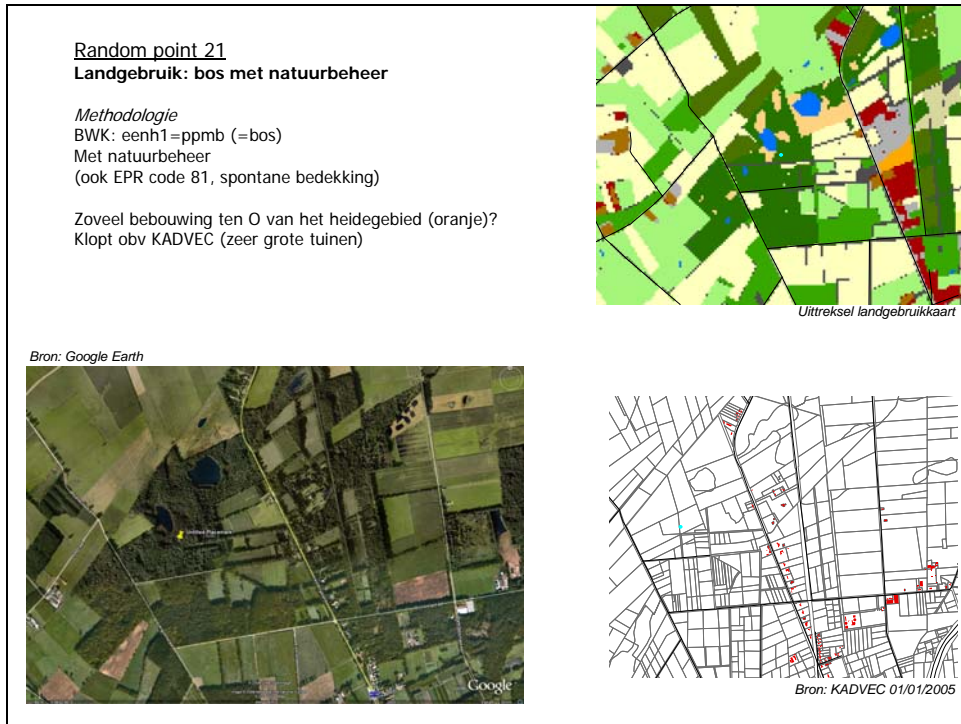 Random point 21
Landgebruik: bos met natuurbeheer
Methodologie
BWK: eenh1=ppmb (=bos)
Met natuurbeheer
(ook EPR code 81, spontane bedekking)
Zoveel bebouwing ten O van het heidegebied (oranje)?
Klopt obv KADVEC (zeer grote tuinen)
Uittreksel landgebruikkaart
Bron: Google Earth
Untitled Placemark
Google
Bron: KADVEC 01/01/2005